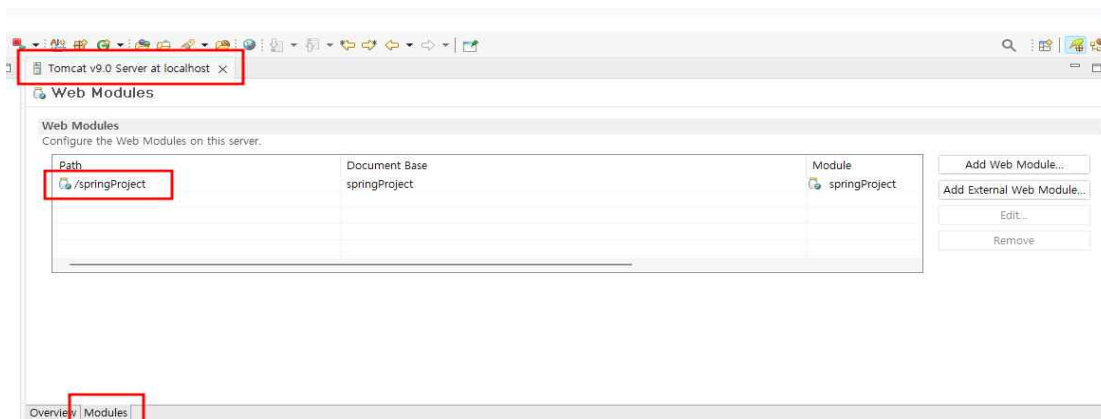 Tomcat v9.0 Server at localhost
Web Modules
Web Modules
Configure the Web Modules on this server.
Path Document Base Module
/springProject springProject springProject
Add Web Module...
Add External Web Module...
Edit...
Remove
Overview Modules